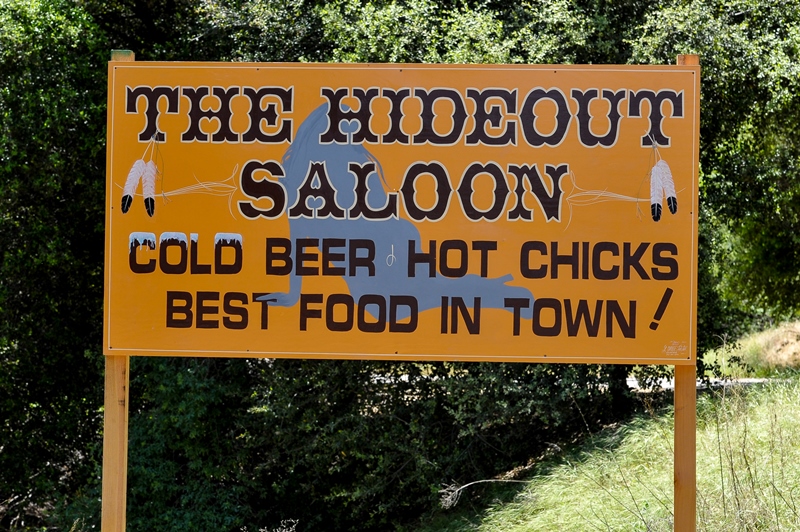 THE HIDEOUT
SALOON
COLD BEER & HOT CHICKS
BEST FOOD IN TOWN!